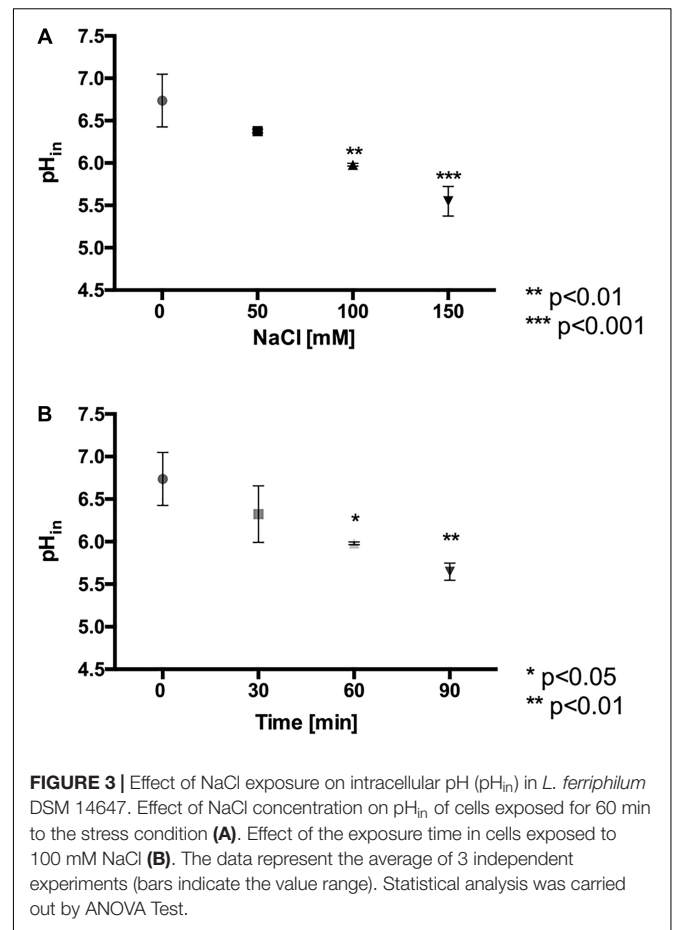 A
7.5
7.0
6.5
6.0
5.5
5.0
4.5
pH_in
**
***
0 50 100 150
NaCl [mM]
** p<0.01
*** p<0.001
B
7.5
7.0
6.5
6.0
5.5
5.0
4.5
pH_in
*
**
0 30 60 90
Time [min]
* p<0.05
** p<0.01
FIGURE 3 | Effect of NaCl exposure on intracellular pH (pH_in) in L. ferriphilum
DSM 14647. Effect of NaCl concentration on pH_in of cells exposed for 60 min
to the stress condition (A). Effect of the exposure time in cells exposed to
100 mM NaCl (B). The data represent the average of 3 independent
experiments (bars indicate the value range). Statistical analysis was carried
out by ANOVA Test.